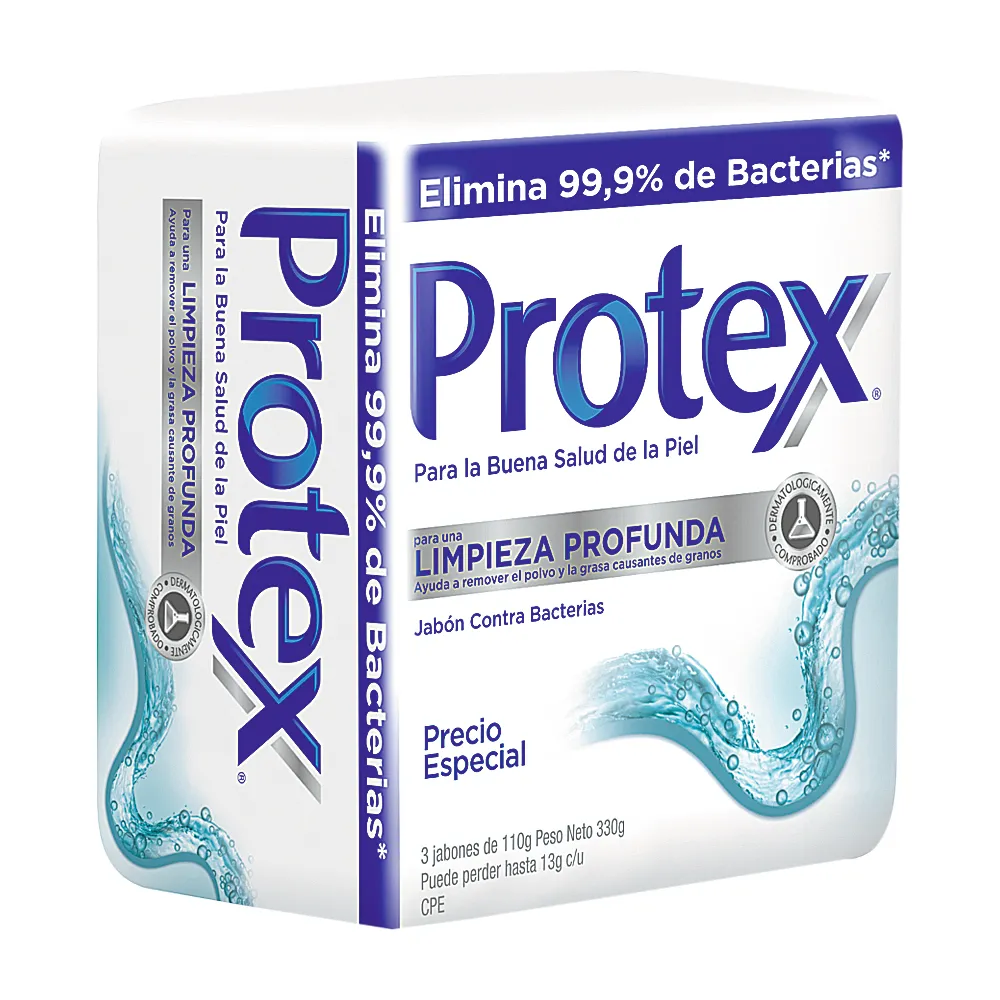 Elimina 99,9% de Bacterias*
Protex®
Para la Buena Salud de la Piel
para una
LIMPIEZA PROFUNDA
Ayuda a remover el polvo y la grasa causantes de granos
DERMATOLOGICAMENTE
COMPROBADO
Jabón Contra Bacterias
Precio
Especial
3 jabones de 110g Peso Neto 330g
Puede perder hasta 13g c/u
CPE
Elimina 99,9% de Bacterias*
Protex®
Para la Buena Salud de la Piel
Para una
LIMPIEZA PROFUNDA
Ayuda a remover el polvo y la grasa causante de granos
DERMATOLOGICAMENTE
COMPROBADO